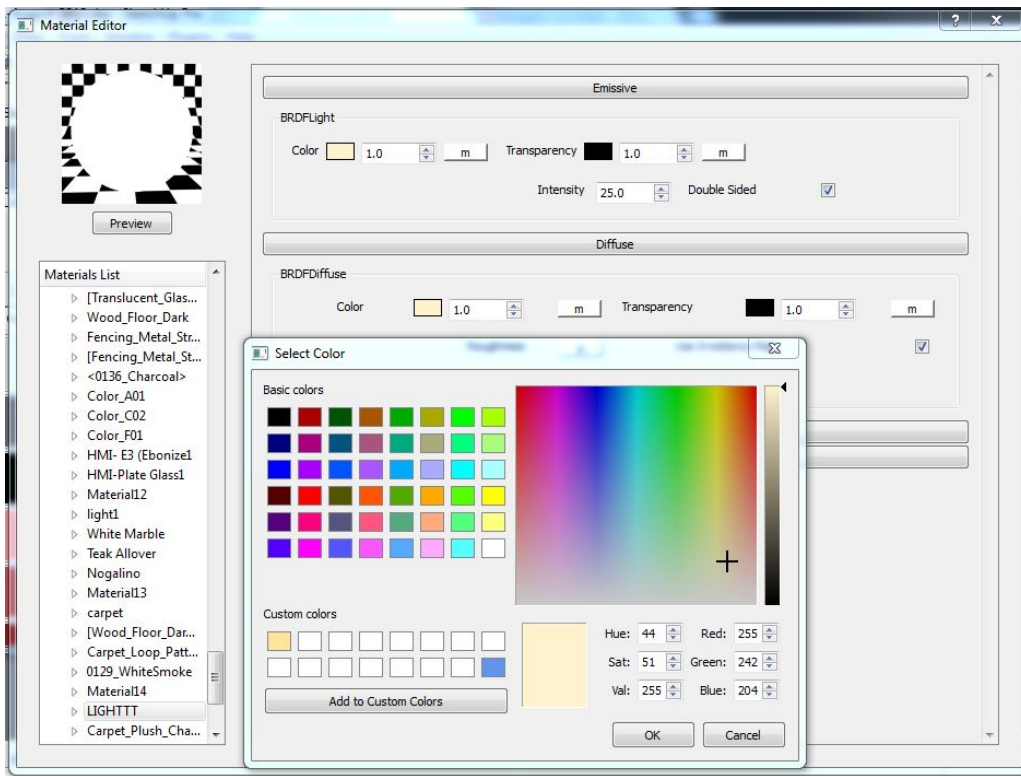 Material Editor
Emissive
BRDFLight
Color 1.0 m Transparency 1.0 m
Intensity 25.0 Double Sided
Preview
Diffuse
BRDFDiffuse
Color 1.0 m Transparency 1.0 m
Materials List
[Translucent_Glas...
Wood_Floor_Dark
Fencing_Metal_Str...
[Fencing_Metal_St...
<0136_Charcoal>
Color_A01
Color_C02
Color_F01
HMI- E3 (Ebonize1
HMI-Plate Glass1
Material12
light1
White Marble
Teak Allover
Nogalino
Material13
carpet
[Wood_Floor_Dar...
Carpet_Loop_Patt...
0129_WhiteSmoke
Material14
LIGHTTT
Carpet_Plush_Cha...
Select Color
Basic colors
Custom colors
Add to Custom Colors
Hue: 44 Red: 255
Sat: 51 Green: 242
Val: 255 Blue: 204
OK Cancel